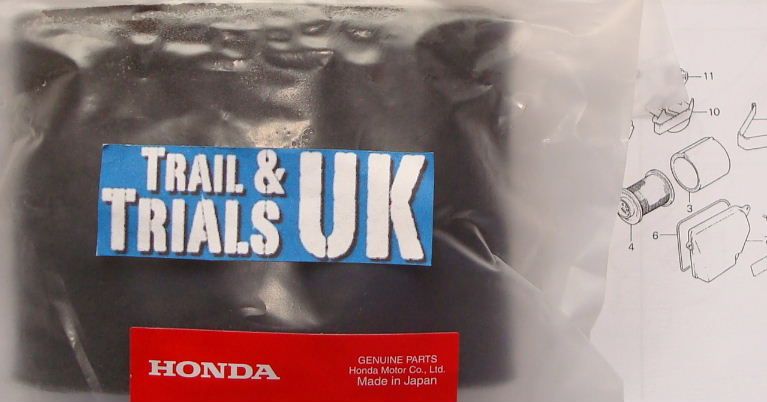 TRAIL &
TRIALS
UK
HONDA
GENUINE PARTS
Honda Motor Co., Ltd.
Made in Japan
11
10
3
4
6